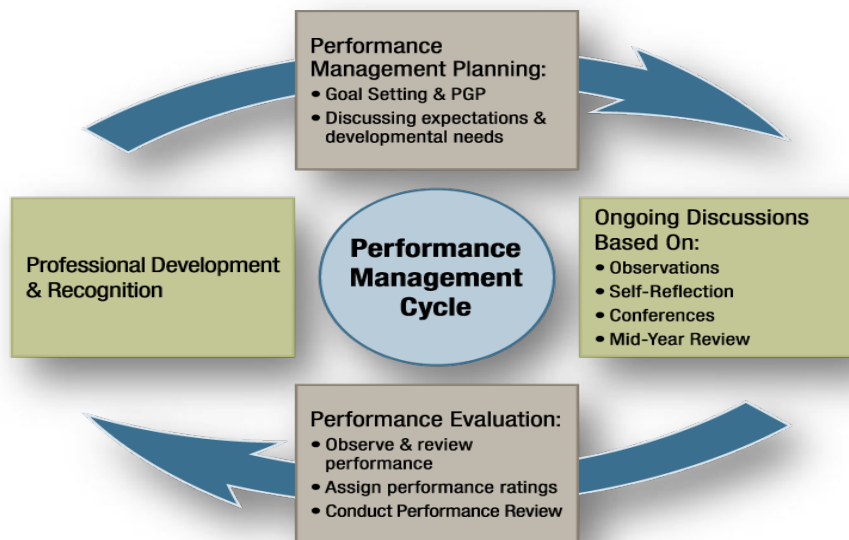 Performance
Management Planning:
• Goal Setting & PGP
• Discussing expectations &
developmental needs
Professional Development
& Recognition
Performance
Management
Cycle
Ongoing Discussions
Based On:
• Observations
• Self-Reflection
• Conferences
• Mid-Year Review
Performance Evaluation:
• Observe & review
performance
• Assign performance ratings
• Conduct Performance Review